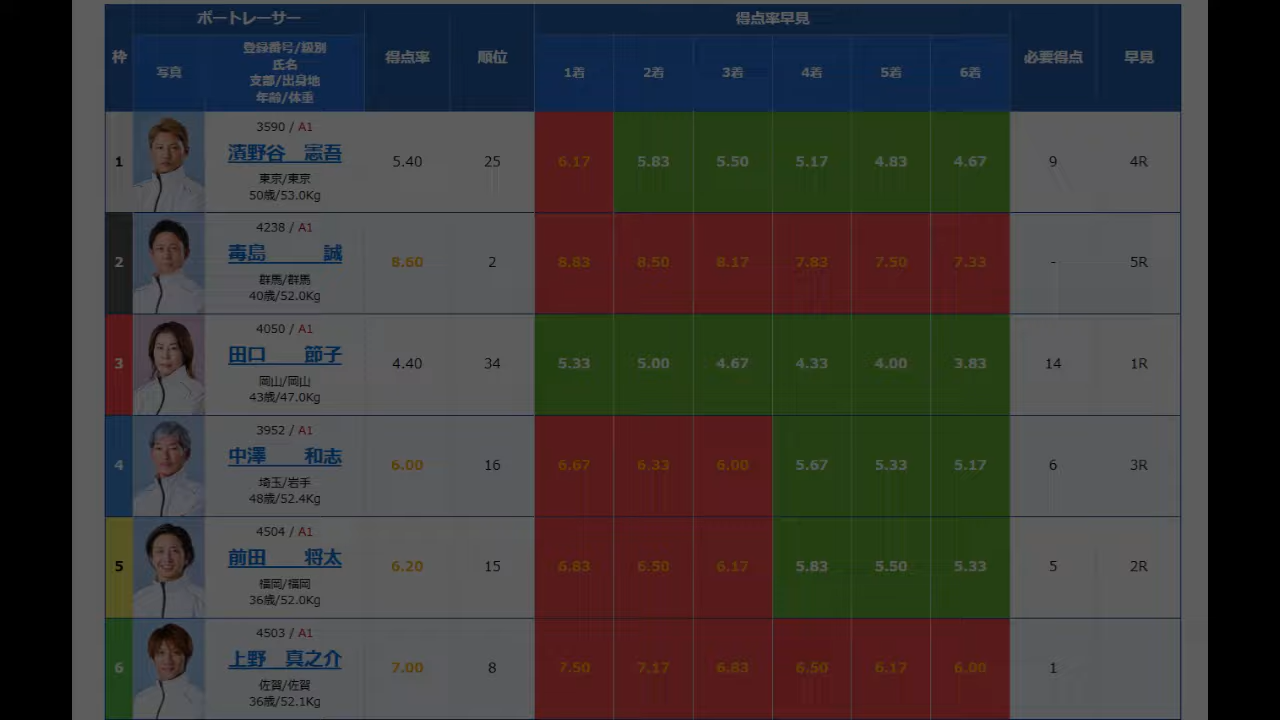 枠 ボートレーサー 得点率 順位 得点率早見 必要得点 早見
写真 登録番号/級別 1着 2着 3着 4着 5着 6着
氏名
支部/出身地
年齢/体重
3590 / A1
1 濱野谷 憲吾 5.40 25 6.17 5.83 5.50 5.17 4.83 4.67 9 4R
東京/東京
50歳/53.0Kg
4238 / A1
2 毒島 誠 8.60 2 8.83 8.50 8.17 7.83 7.50 7.33 - 5R
群馬/群馬
40歳/52.0Kg
4050 / A1
3 田口 節子 4.40 34 5.33 5.00 4.67 4.33 4.00 3.83 14 1R
岡山/岡山
43歳/47.0Kg
3952 / A1
4 中澤 和志 6.00 16 6.67 6.33 6.00 5.67 5.33 5.17 6 3R
埼玉/岩手
48歳/52.4Kg
4504 / A1
5 前田 将太 6.20 15 6.83 6.50 6.17 5.83 5.50 5.33 5 2R
福岡/福岡
36歳/52.0Kg
4503 / A1
6 上野 真之介 7.00 8 7.50 7.17 6.83 6.50 6.17 6.00 1
佐賀/佐賀
36歳/52.1Kg